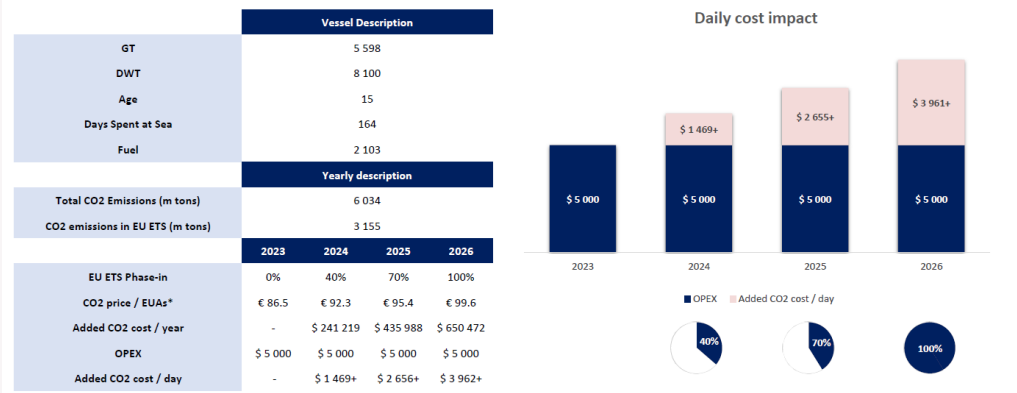 Vessel Description
GT 5 598
DWT 8 100
Age 15
Days Spent at Sea 164
Fuel 2 103
Yearly description
Total CO2 Emissions (m tons) 6 034
CO2 emissions in EU ETS (m tons) 3 155
2023 2024 2025 2026
EU ETS Phase-in 0% 40% 70% 100%
CO2 price / EUAs* € 86.5 € 92.3 € 95.4 € 99.6
Added CO2 cost / year - $ 241 219 $ 435 988 $ 650 472
OPEX $ 5 000 $ 5 000 $ 5 000 $ 5 000
Added CO2 cost / day - $ 1 469+ $ 2 656+ $ 3 962+
Daily cost impact
$ 3 961+
$ 2 655+
$ 1 469+
$ 5 000 $ 5 000 $ 5 000 $ 5 000
2023 2024 2025 2026
OPEX Added CO2 cost / day
40% 70% 100%